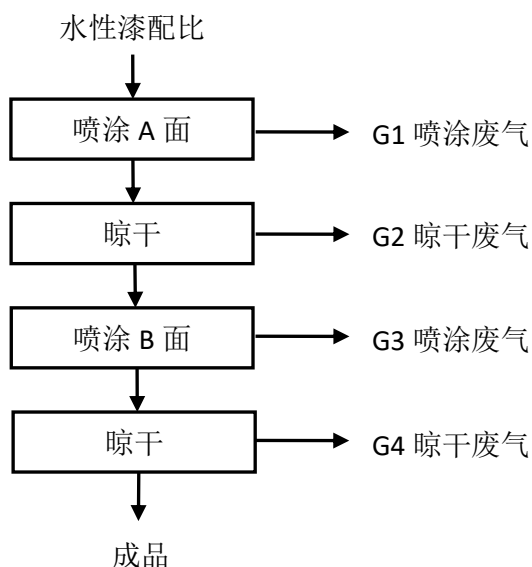 水性漆配比
喷涂 A 面
G1 喷涂废气
晾干
G2 晾干废气
喷涂 B 面
G3 喷涂废气
晾干
G4 晾干废气
成品